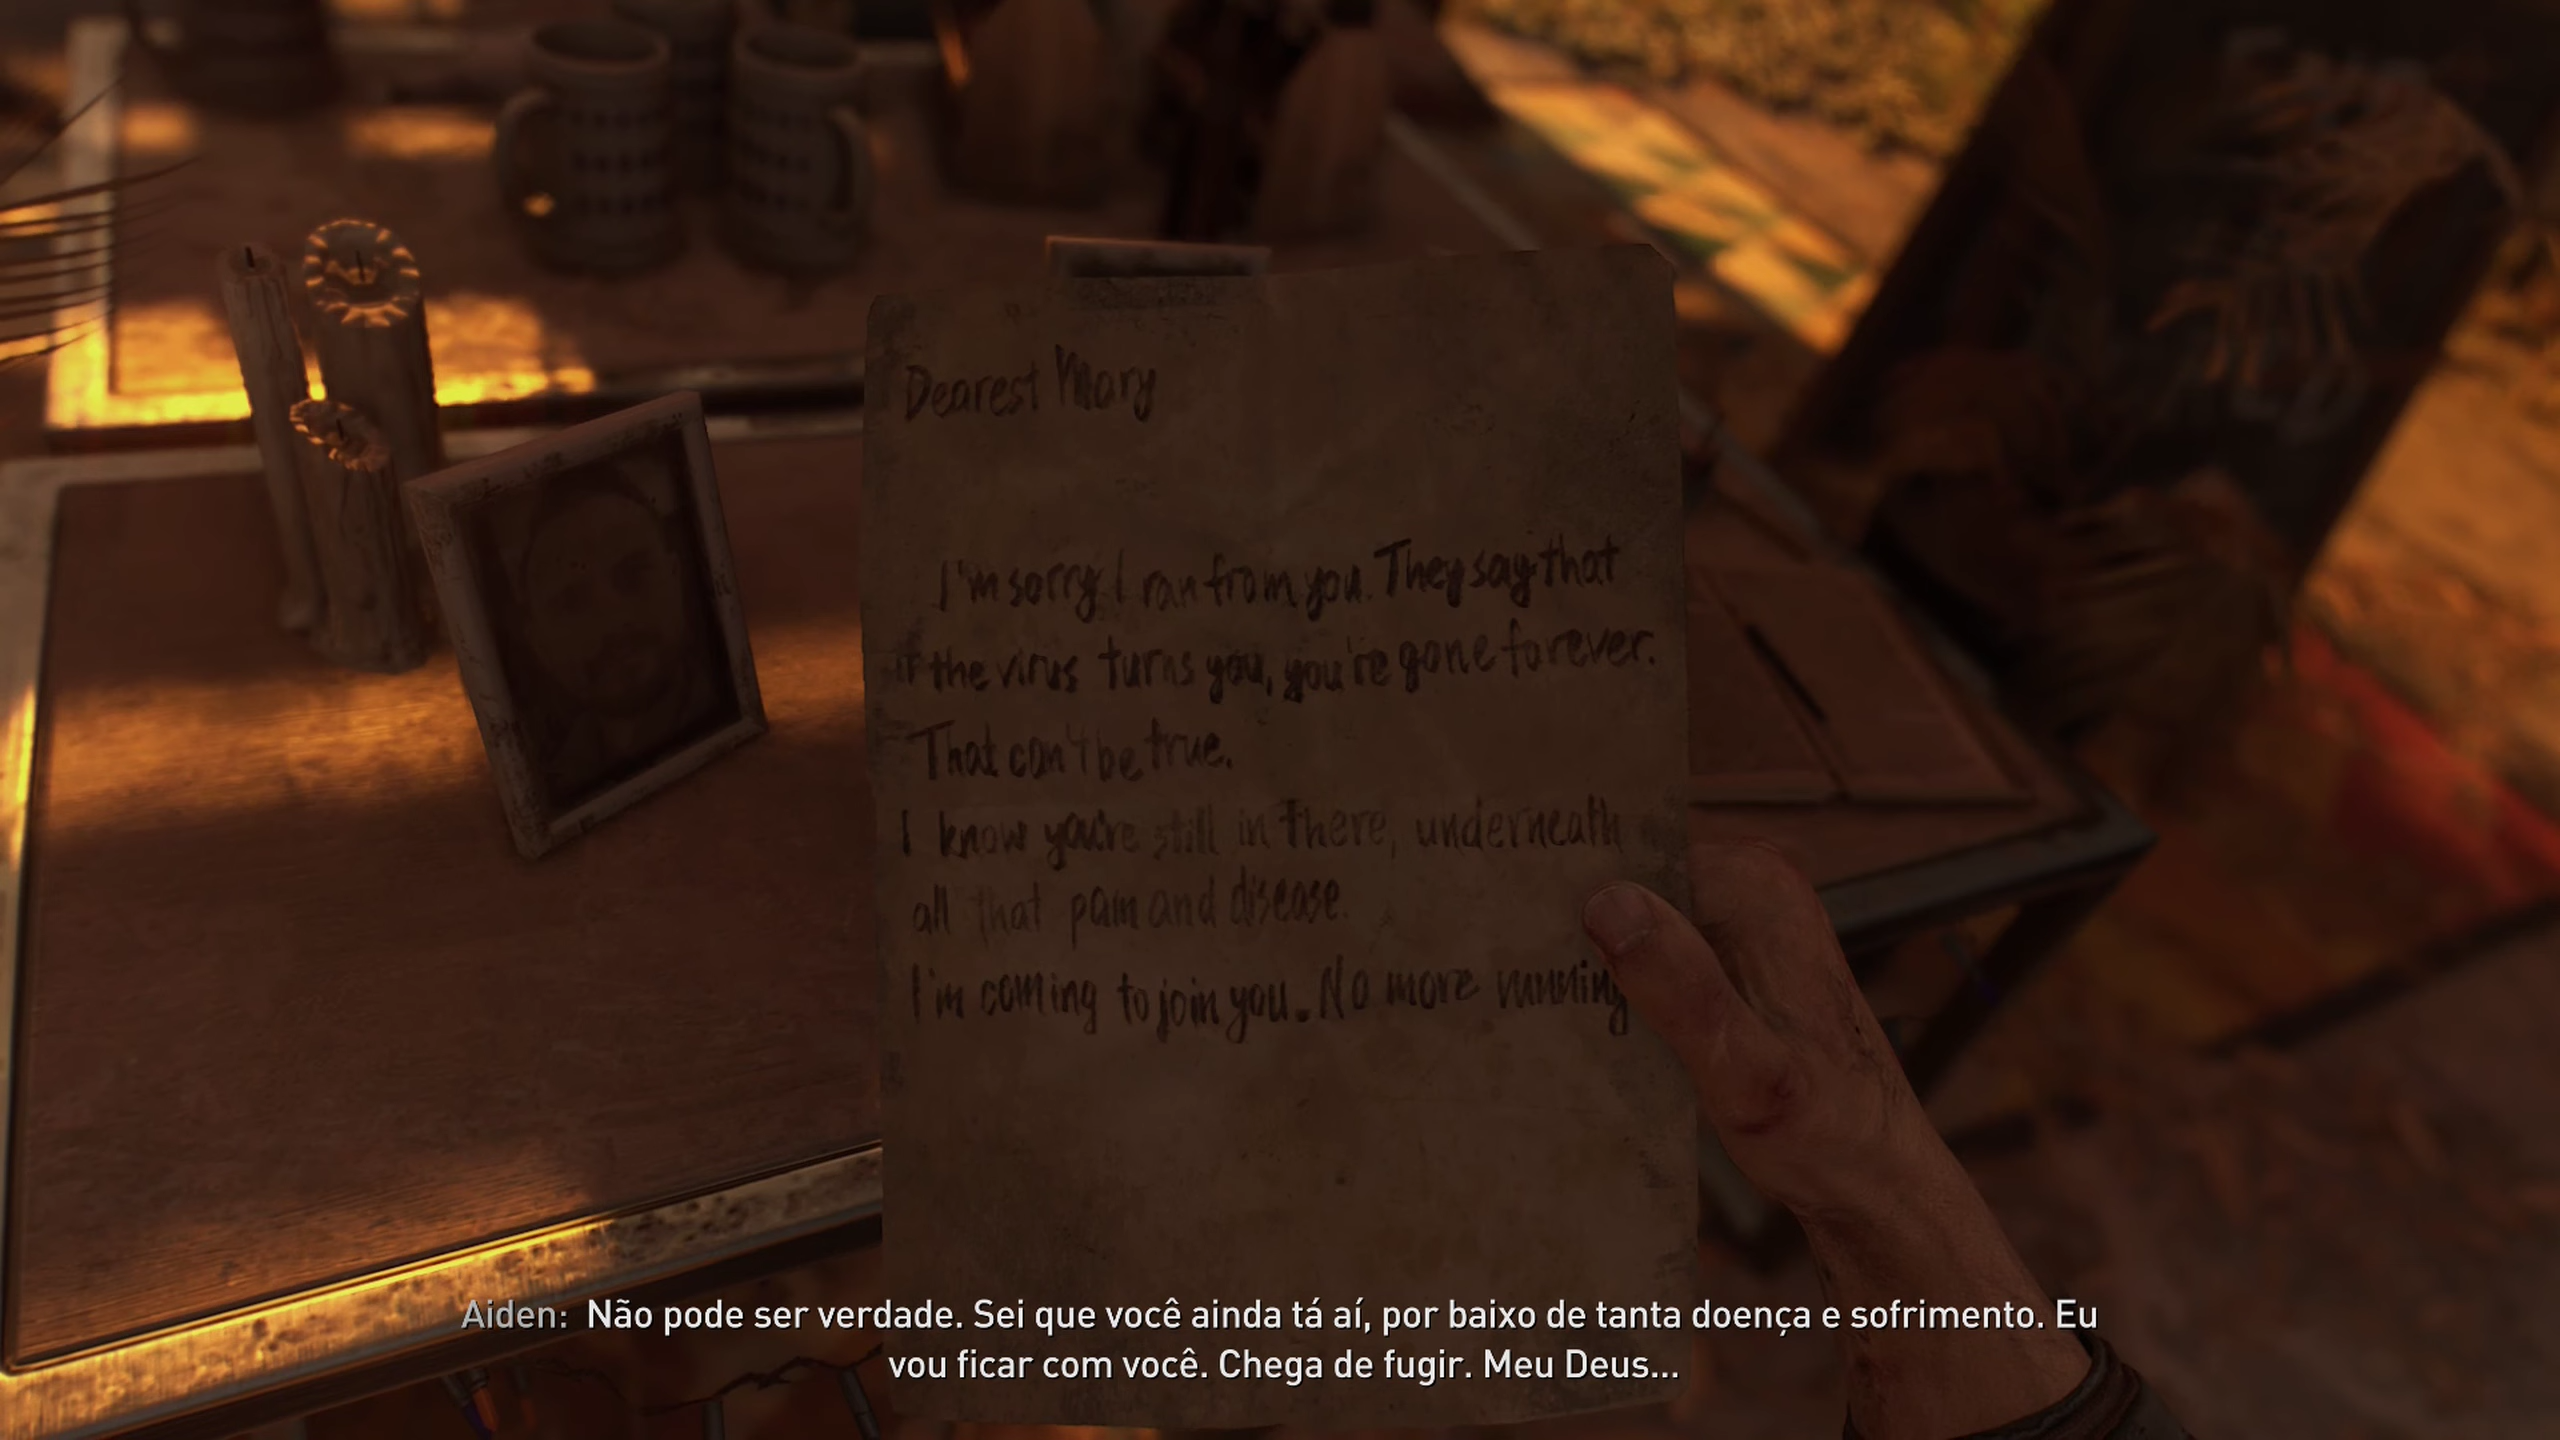 Dearest Mary
I'm sorry I ran from you. They say that
if the virus turns you, you're gone forever.
That can't be true.
I know you're still in there, underneath
all that pain and disease.
I'm coming to join you. No more running
Aiden: Não pode ser verdade. Sei que você ainda tá aí, por baixo de tanta doença e sofrimento. Eu
vou ficar com você. Chega de fugir. Meu Deus...